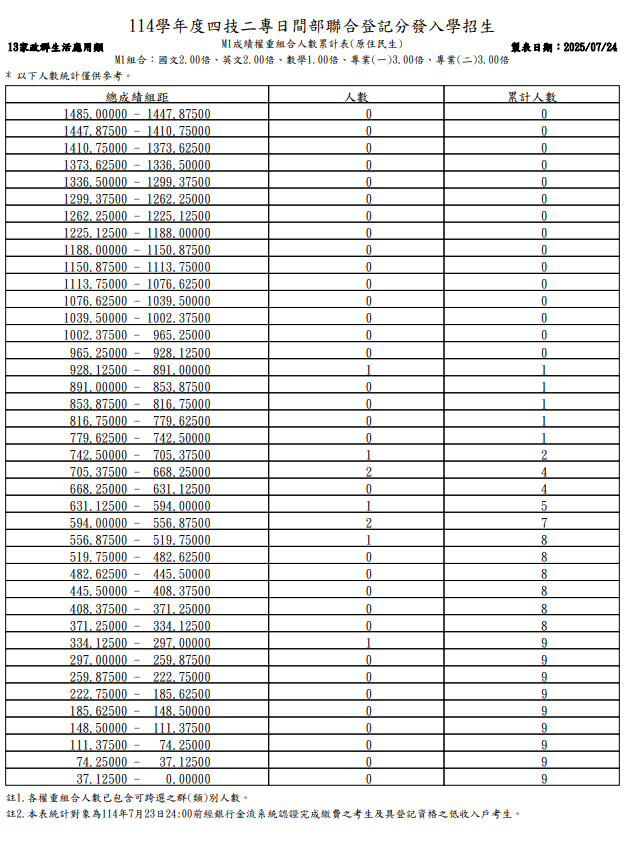 114學年度四技二專日間部聯合登記分發入學招生
13家政群生活應用類 M1成績權重組合人數累計表(原住民生) 製表日期：2025/07/24
M1組合：國文2.00倍、英文2.00倍、數學1.00倍、專業(一)3.00倍、專業(二)3.00倍
* 以下人數統計僅供參考。
總成績組距 人數 累計人數
1485.00000 - 1447.87500 0 0
1447.87500 - 1410.75000 0 0
1410.75000 - 1373.62500 0 0
1373.62500 - 1336.50000 0 0
1336.50000 - 1299.37500 0 0
1299.37500 - 1262.25000 0 0
1262.25000 - 1225.12500 0 0
1225.12500 - 1188.00000 0 0
1188.00000 - 1150.87500 0 0
1150.87500 - 1113.75000 0 0
1113.75000 - 1076.62500 0 0
1076.62500 - 1039.50000 0 0
1039.50000 - 1002.37500 0 0
1002.37500 - 965.25000 0 0
965.25000 - 928.12500 0 0
928.12500 - 891.00000 1 1
891.00000 - 853.87500 0 1
853.87500 - 816.75000 0 1
816.75000 - 779.62500 0 1
779.62500 - 742.50000 0 1
742.50000 - 705.37500 1 2
705.37500 - 668.25000 2 4
668.25000 - 631.12500 0 4
631.12500 - 594.00000 1 5
594.00000 - 556.87500 2 7
556.87500 - 519.75000 1 8
519.75000 - 482.62500 0 8
482.62500 - 445.50000 0 8
445.50000 - 408.37500 0 8
408.37500 - 371.25000 0 8
371.25000 - 334.12500 0 8
334.12500 - 297.00000 1 9
297.00000 - 259.87500 0 9
259.87500 - 222.75000 0 9
222.75000 - 185.62500 0 9
185.62500 - 148.50000 0 9
148.50000 - 111.37500 0 9
111.37500 - 74.25000 0 9
74.25000 - 37.12500 0 9
37.12500 - 0.00000 0 9
註1.各權重組合人數已包含可跨選之群(類)別人數。
註2.本表統計對象為114年7月23日24:00前經銀行金流系統認證完成繳費之考生及具登記資格之低收入戶考生。